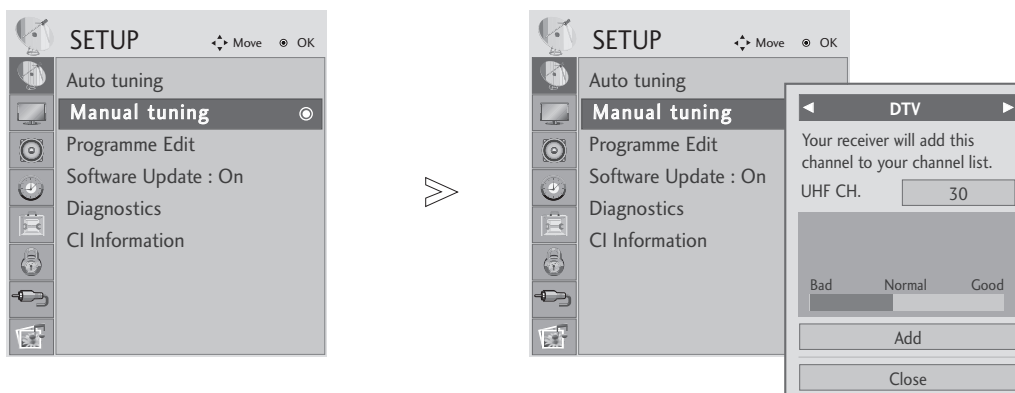 SETUP Move OK
Auto tuning
Manual tuning
Programme Edit
Software Update : On
Diagnostics
CI Information
SETUP Move OK
Auto tuning
Manual tuning
Programme Edit
Software Update : On
Diagnostics
CI Information
◄ DTV ►
Your receiver will add this
channel to your channel list.
UHF CH. 30
Bad Normal Good
Add
Close